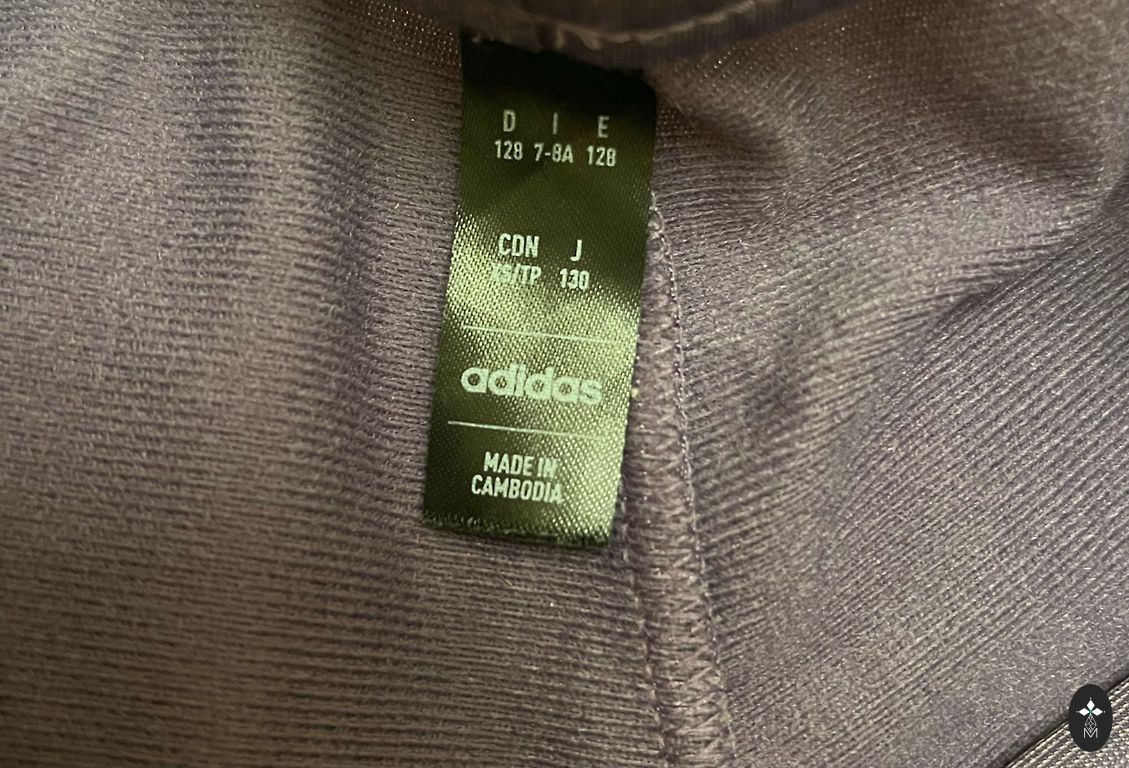 D I E
128 7-8A 128
CDN J
XS/TP 130
adidas
MADE IN
CAMBODIA
M